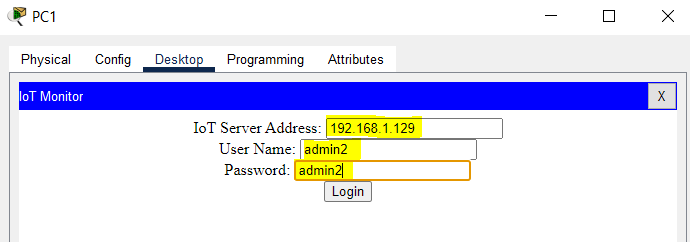 PC1
Physical Config Desktop Programming Attributes
IoT Monitor X
IoT Server Address: 192.168.1.129
User Name: admin2
Password: admin2
Login